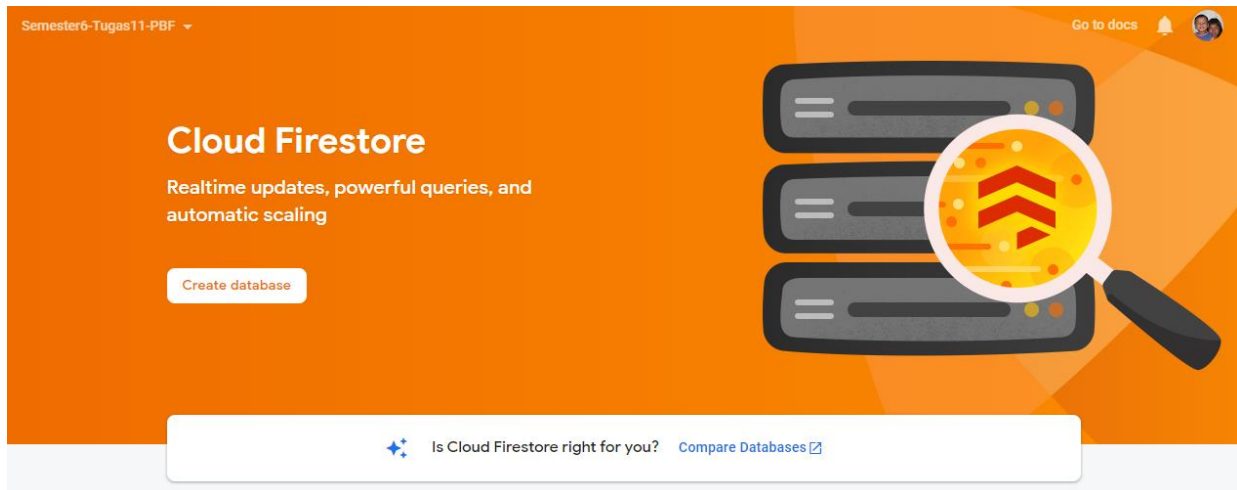 Semester6-Tugas11-PBF
Go to docs
Cloud Firestore
Realtime updates, powerful queries, and
automatic scaling
Create database
Is Cloud Firestore right for you? Compare Databases